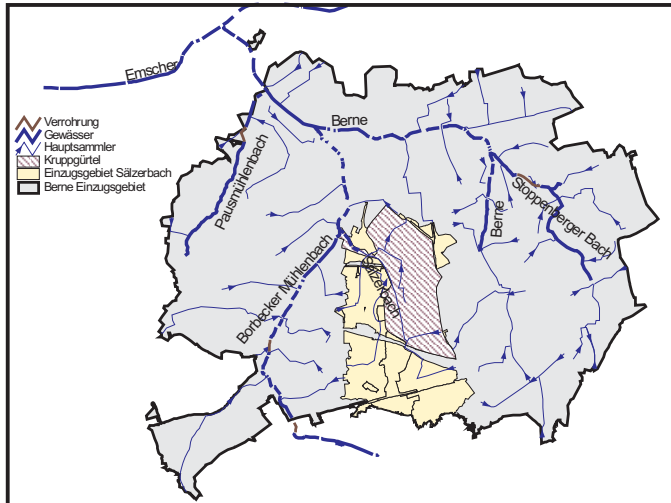 Emscher
Berne
Verrohrung
Gewässer
Hauptsammler
Kruppgürtel
Einzugsgebiet Sälzerbach
Berne Einzugsgebiet
Pausmühlenbach
Stoppenberger Bach
Berne
Borbecker Mühlenbach
Sälzerbach